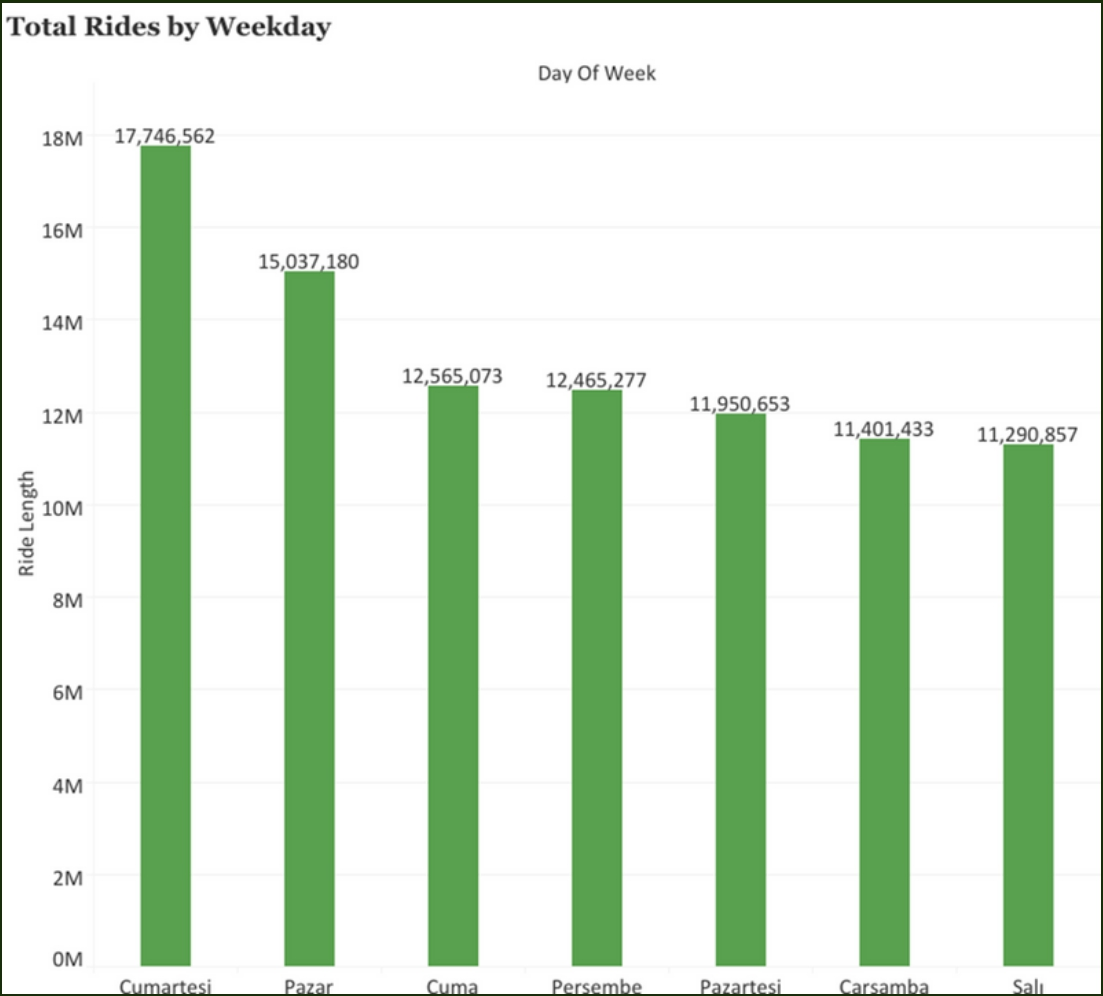 Total Rides by Weekday
Day Of Week
18M
16M
14M
12M
10M
8M
6M
4M
2M
0M
Ride Length
17,746,562
15,037,180
12,565,073
12,465,277
11,950,653
11,401,433
11,290,857
Cumartesi
Pazar
Cuma
Persembe
Pazartesi
Carsamba
Salı